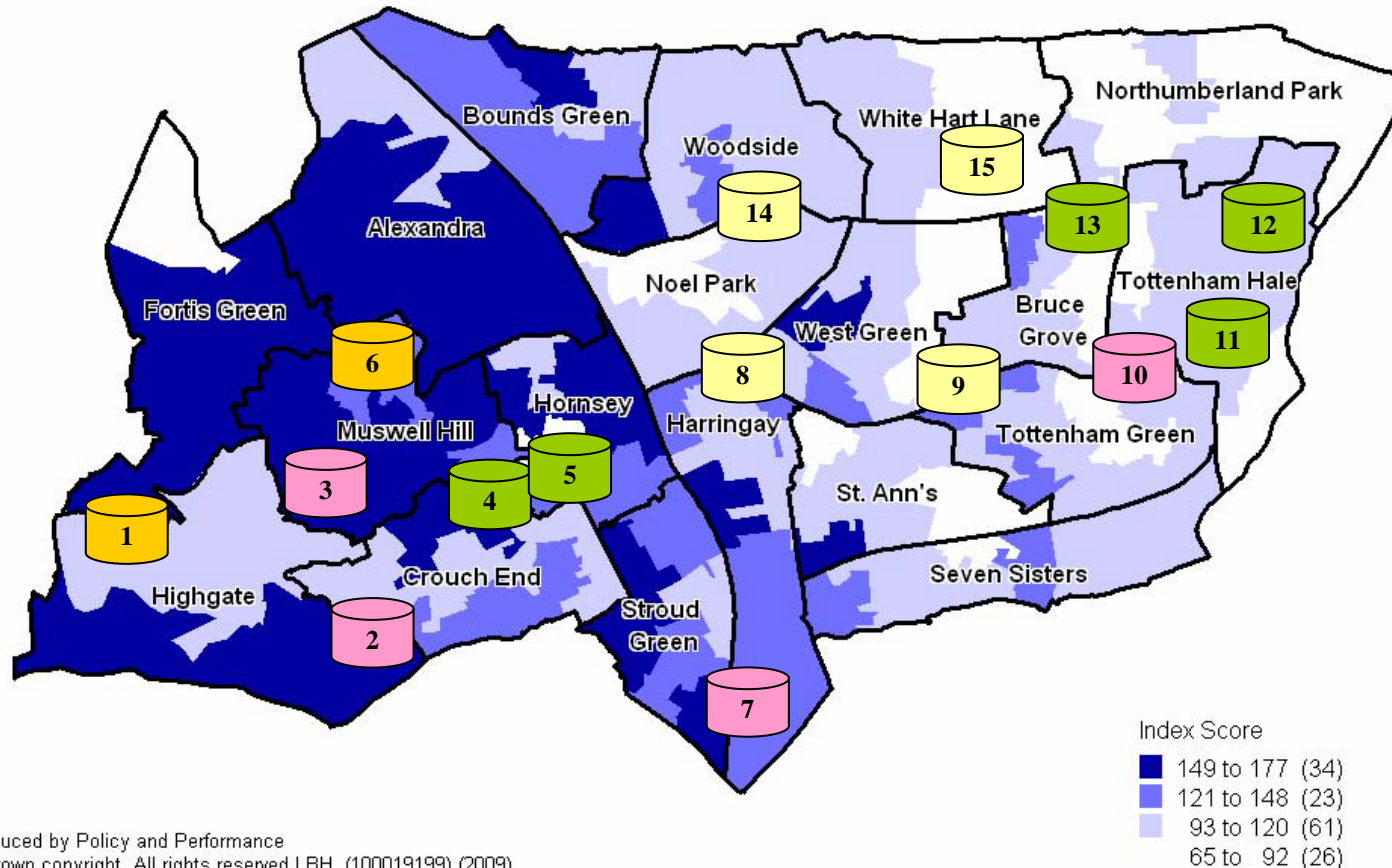 Bounds Green
Northumberland Park
White Hart Lane
Woodside
15
14
13
12
Alexandra
Noel Park
Tottenham Hale
Fortis Green
Bruce
Grove
West Green
11
6
8
9
10
Hornsey
Harringay
Muswell Hill
Tottenham Green
3
4
5
St. Ann's
1
Crouch End
Seven Sisters
Highgate
Stroud
Green
2
7
Index Score
149 to 177 (34)
121 to 148 (23)
93 to 120 (61)
65 to 92 (26)
uced by Policy and Performance
rown copyright. All rights reserved LBH (100019199) (2009)